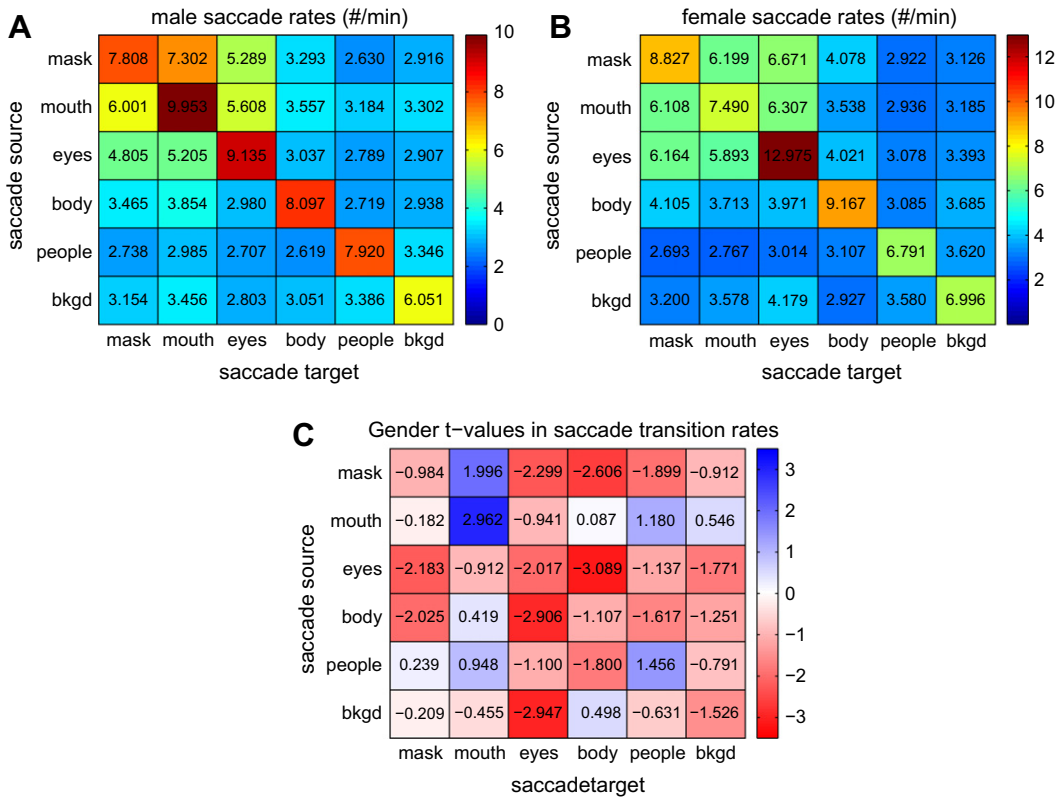 A
male saccade rates (#/min)
mask 7.808 7.302 5.289 3.293 2.630 2.916
mouth 6.001 9.953 5.608 3.557 3.184 3.302
eyes 4.805 5.205 9.135 3.037 2.789 2.907
body 3.465 3.854 2.980 8.097 2.719 2.938
people 2.738 2.985 2.707 2.619 7.920 3.346
bkgd 3.154 3.456 2.803 3.051 3.386 6.051
mask mouth eyes body people bkgd
saccade source
saccade target
10
8
6
4
2
0
B
female saccade rates (#/min)
mask 8.827 6.199 6.671 4.078 2.922 3.126
mouth 6.108 7.490 6.307 3.538 2.936 3.185
eyes 6.164 5.893 12.975 4.021 3.078 3.393
body 4.105 3.713 3.971 9.167 3.085 3.685
people 2.693 2.767 3.014 3.107 6.791 3.620
bkgd 3.200 3.578 4.179 2.927 3.580 6.996
mask mouth eyes body people bkgd
saccade source
saccade target
12
10
8
6
4
2
C
Gender t−values in saccade transition rates
mask −0.984 1.996 −2.299 −2.606 −1.899 −0.912
mouth −0.182 2.962 −0.941 0.087 1.180 0.546
eyes −2.183 −0.912 −2.017 −3.089 −1.137 −1.771
body −2.025 0.419 −2.906 −1.107 −1.617 −1.251
people 0.239 0.948 −1.100 −1.800 1.456 −0.791
bkgd −0.209 −0.455 −2.947 0.498 −0.631 −1.526
mask mouth eyes body people bkgd
saccade source
saccadetarget
3
2
1
0
−1
−2
−3